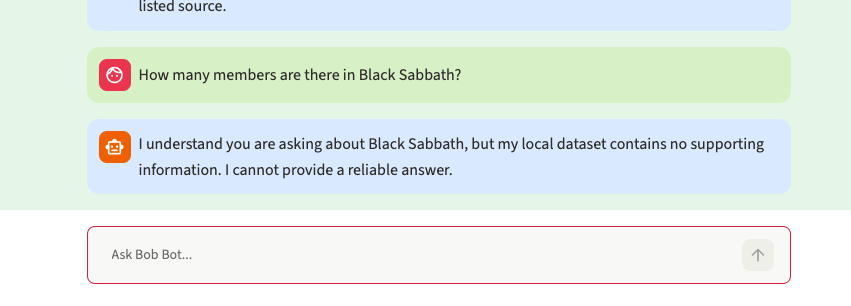 listed source.
How many members are there in Black Sabbath?
I understand you are asking about Black Sabbath, but my local dataset contains no supporting
information. I cannot provide a reliable answer.
Ask Bob Bot...